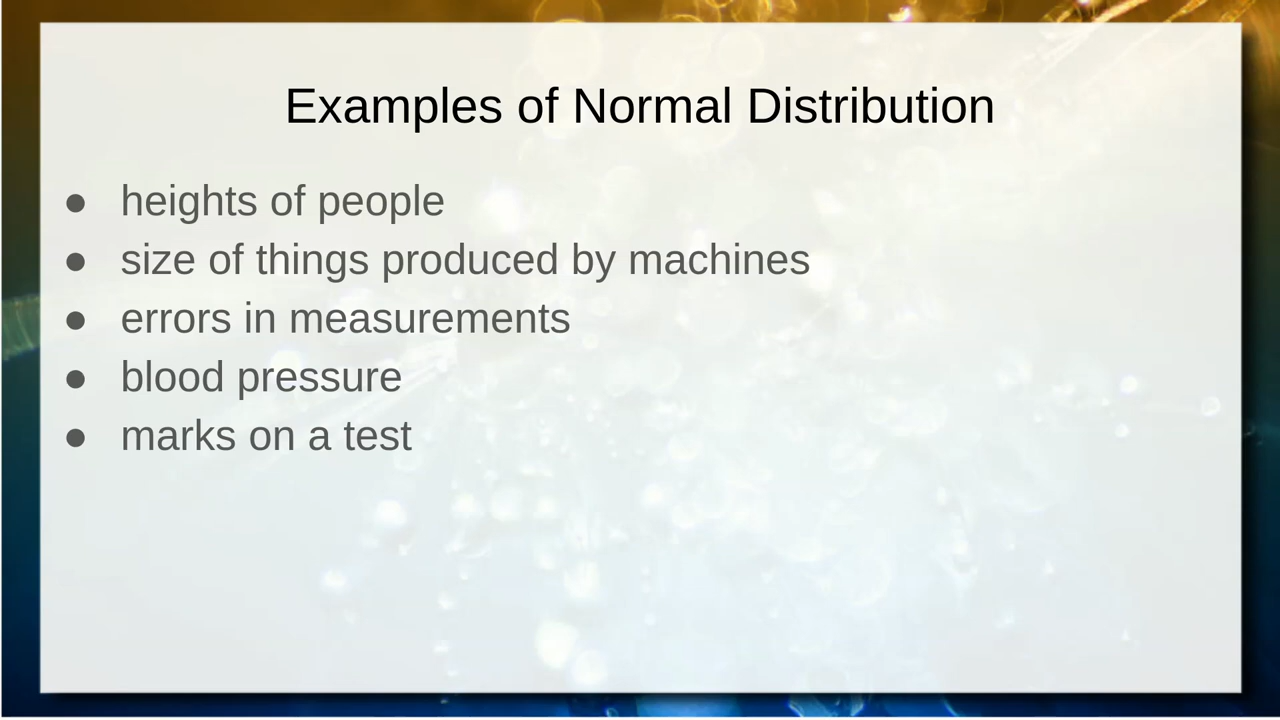 Examples of Normal Distribution
● heights of people
● size of things produced by machines
● errors in measurements
● blood pressure
● marks on a test